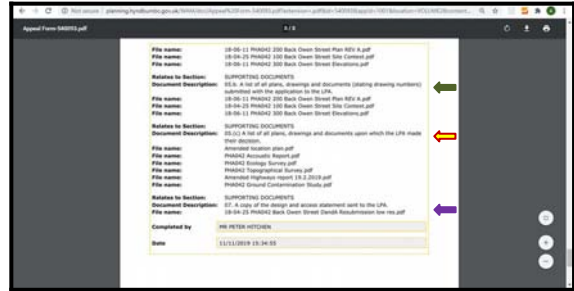 Not secure planning.hyndburnbc.gov.uk/
Appeal Form 540093.pdf
8 / 8
File name: 18-06-11 PHA042 200 Back Owen Street Plan REV A.pdf
File name: 18-04-25 PHA042 100 Back Owen Street Site Context.pdf
File name: 18-06-11 PHA042 300 Back Owen Street Elevations.pdf
Relates to Section: SUPPORTING DOCUMENTS
Document Description: 05.b. A list of all plans, drawings and documents (stating drawing numbers)
submitted with the application to the LPA.
File name: 18-06-11 PHA042 200 Back Owen Street Plan REV A.pdf
File name: 18-04-25 PHA042 100 Back Owen Street Site Context.pdf
File name: 18-06-11 PHA042 300 Back Owen Street Elevations.pdf
Relates to Section: SUPPORTING DOCUMENTS
Document Description: 05.(c) A list of all plans, drawings and documents upon which the LPA made
their decision.
File name: Amended location plan.pdf
File name: PHA042 Accoustic Report.pdf
File name: PHA042 Ecology Survey.pdf
File name: PHA042 Topographical Survey.pdf
File name: Amended Highways report 19.2.2019.pdf
File name: PHA042 Ground Contamination Study.pdf
Relates to Section: SUPPORTING DOCUMENTS
Document Description: 07. A copy of the design and access statement sent to the LPA.
File name: 18-04-25 PHA042 Back Owen Street DandA Resubmission low res.pdf
Completed by MR PETER HITCHEN
Date 11/11/2019 15:34:55